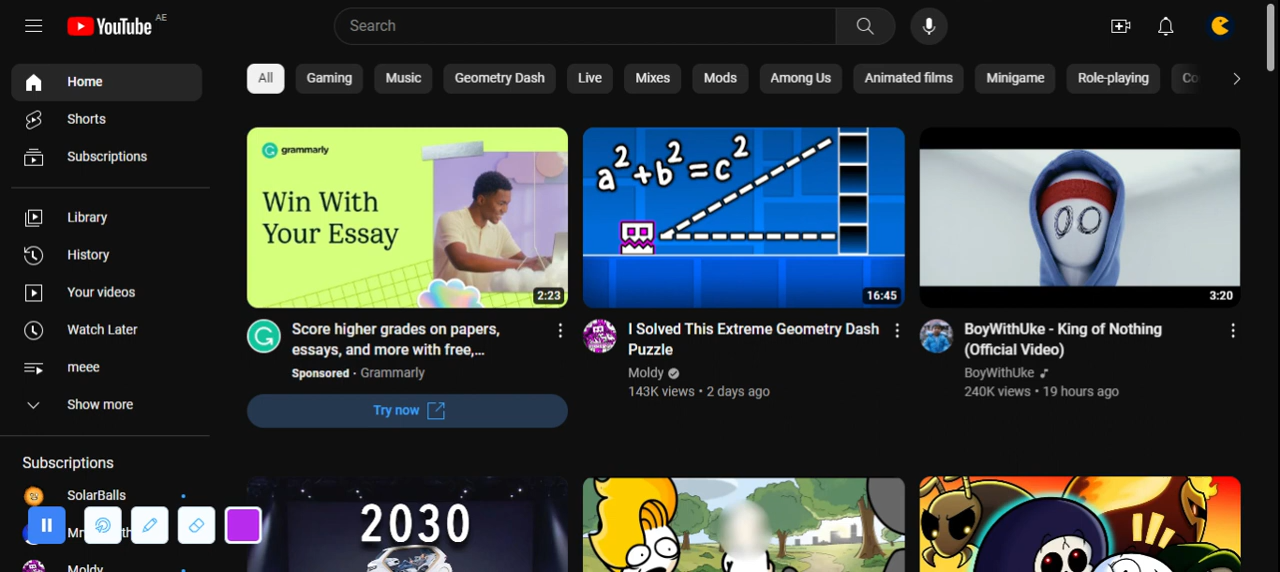 YouTube AE
Search
Home
Shorts
Subscriptions
Library
History
Your videos
Watch Later
meee
Show more
Subscriptions
SolarBalls
Moldy
All
Gaming
Music
Geometry Dash
Live
Mixes
Mods
Among Us
Animated films
Minigame
Role-playing
Co
grammarly
Win With
Your Essay
2:23
Score higher grades on papers,
essays, and more with free,...
Sponsored • Grammarly
Try now
a²+b²=c²
16:45
I Solved This Extreme Geometry Dash
Puzzle
Moldy
143K views • 2 days ago
3:20
BoyWithUke - King of Nothing
(Official Video)
BoyWithUke
240K views • 19 hours ago
2030